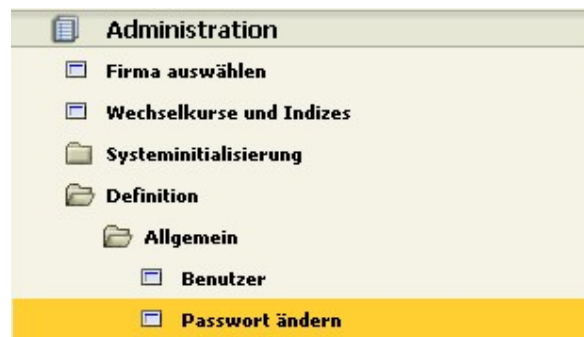 Administration
Firma auswählen
Wechselkurse und Indizes
Systeminitialisierung
Definition
Allgemein
Benutzer
Passwort ändern